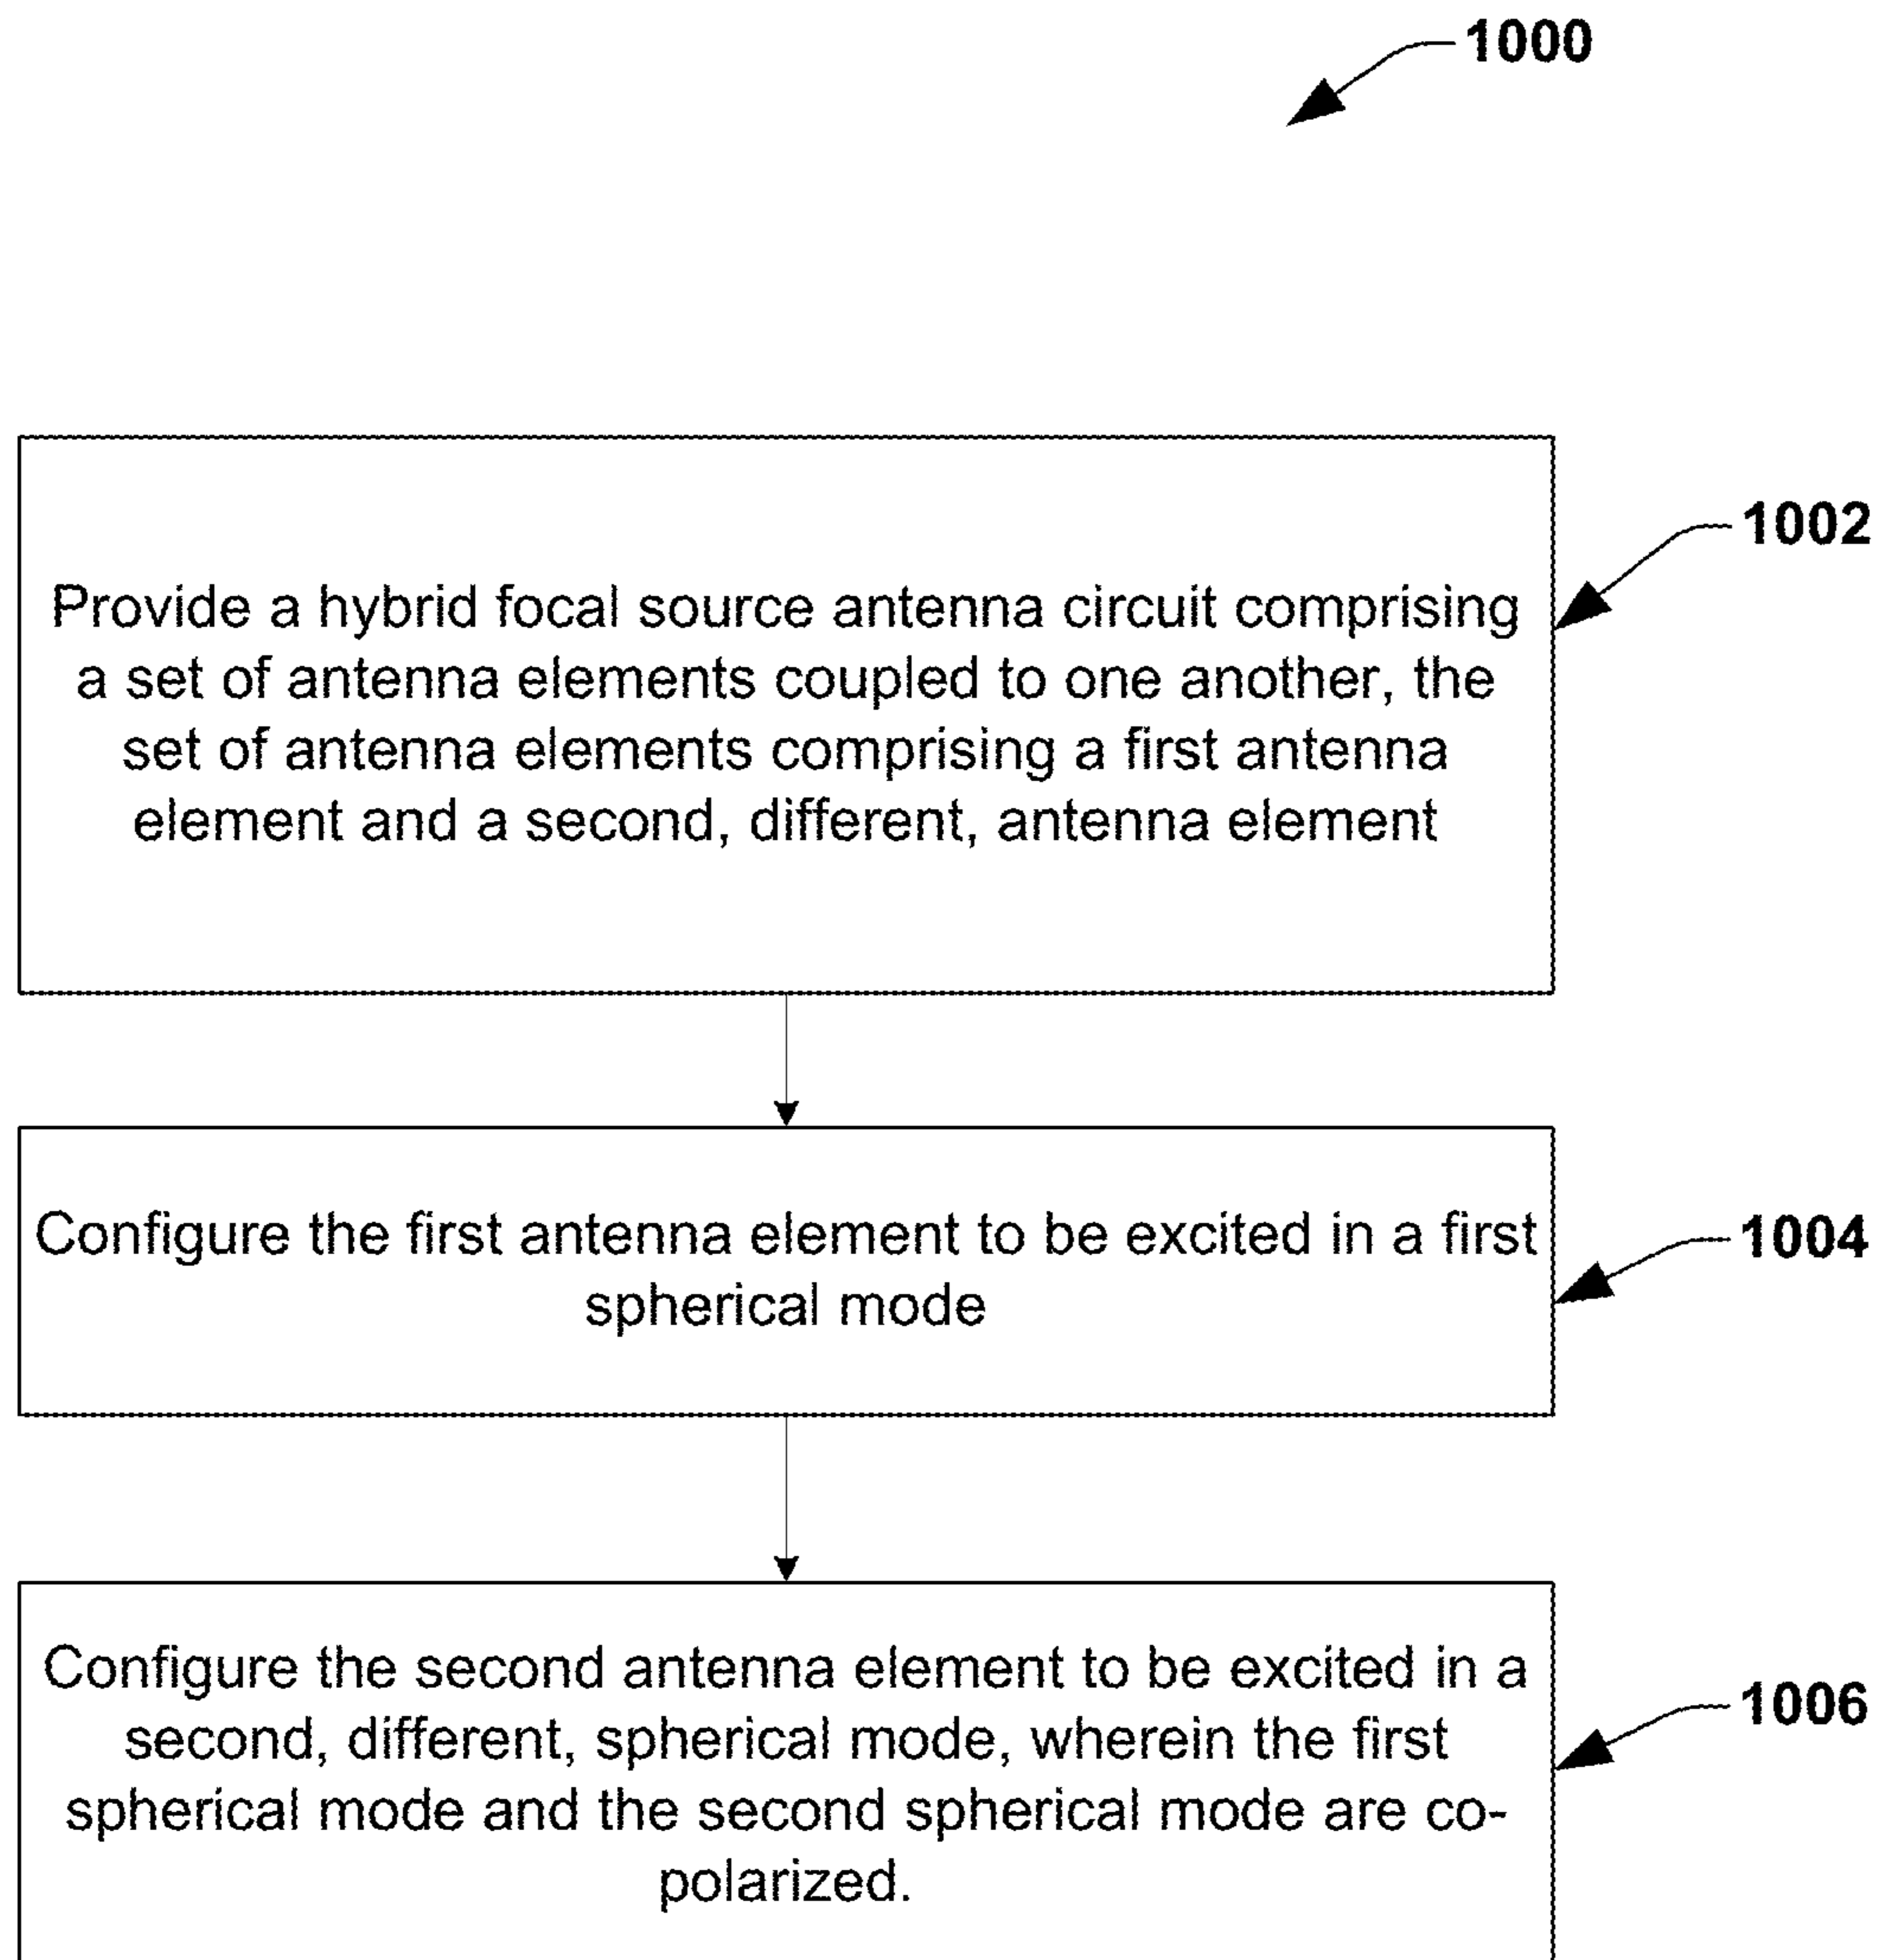 1000
Provide a hybrid focal source antenna circuit comprising
a set of antenna elements coupled to one another, the
set of antenna elements comprising a first antenna
element and a second, different, antenna element
1002
Configure the first antenna element to be excited in a first
spherical mode
1004
Configure the second antenna element to be excited in a
second, different, spherical mode, wherein the first
spherical mode and the second spherical mode are co-
polarized.
1006